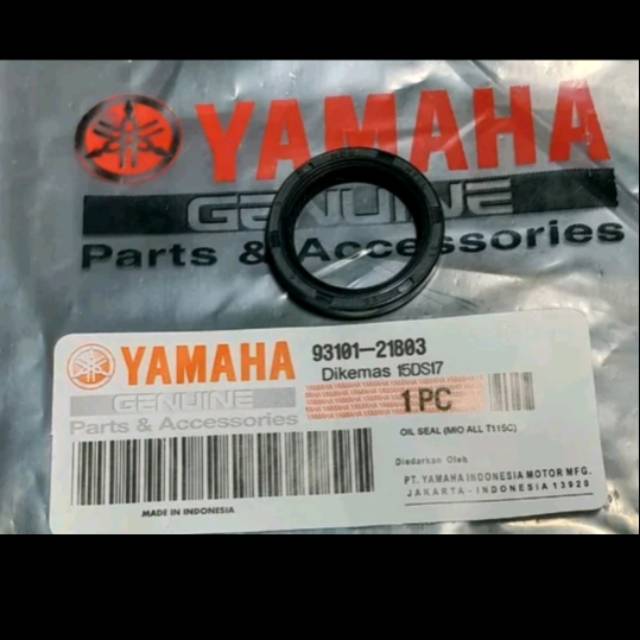 YAMAHA
GENUINE
Parts & Accessories
YAMAHA
GENUINE
Parts & Accessories
93101-21803
Dikemas 15DS17
1 PC
OIL SEAL (MIO ALL T115C)
Diedarkan Oleh
PT. YAMAHA INDONESIA MOTOR MFG.
JAKARTA - INDONESIA 13920
MADE IN INDONESIA